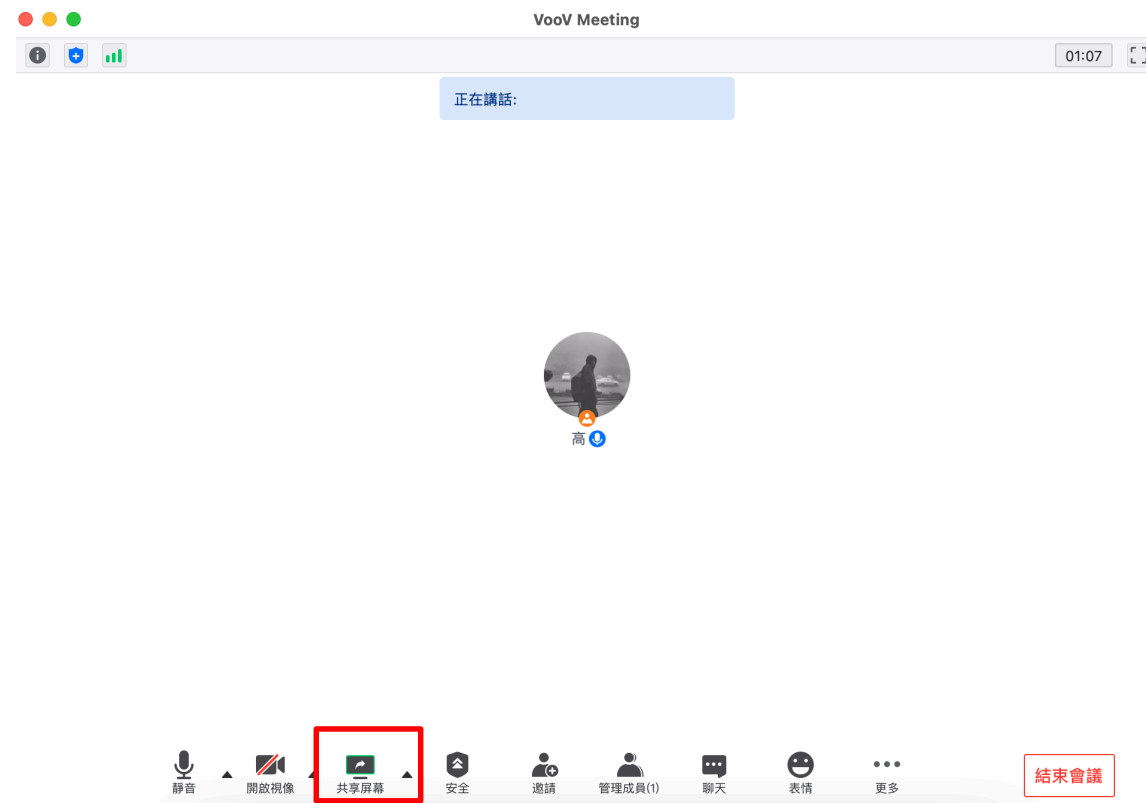 VooV Meeting
01:07
正在講話:
高
靜音
開啟視像
共享屏幕
安全
邀請
管理成員(1)
聊天
表情
更多
結束會議